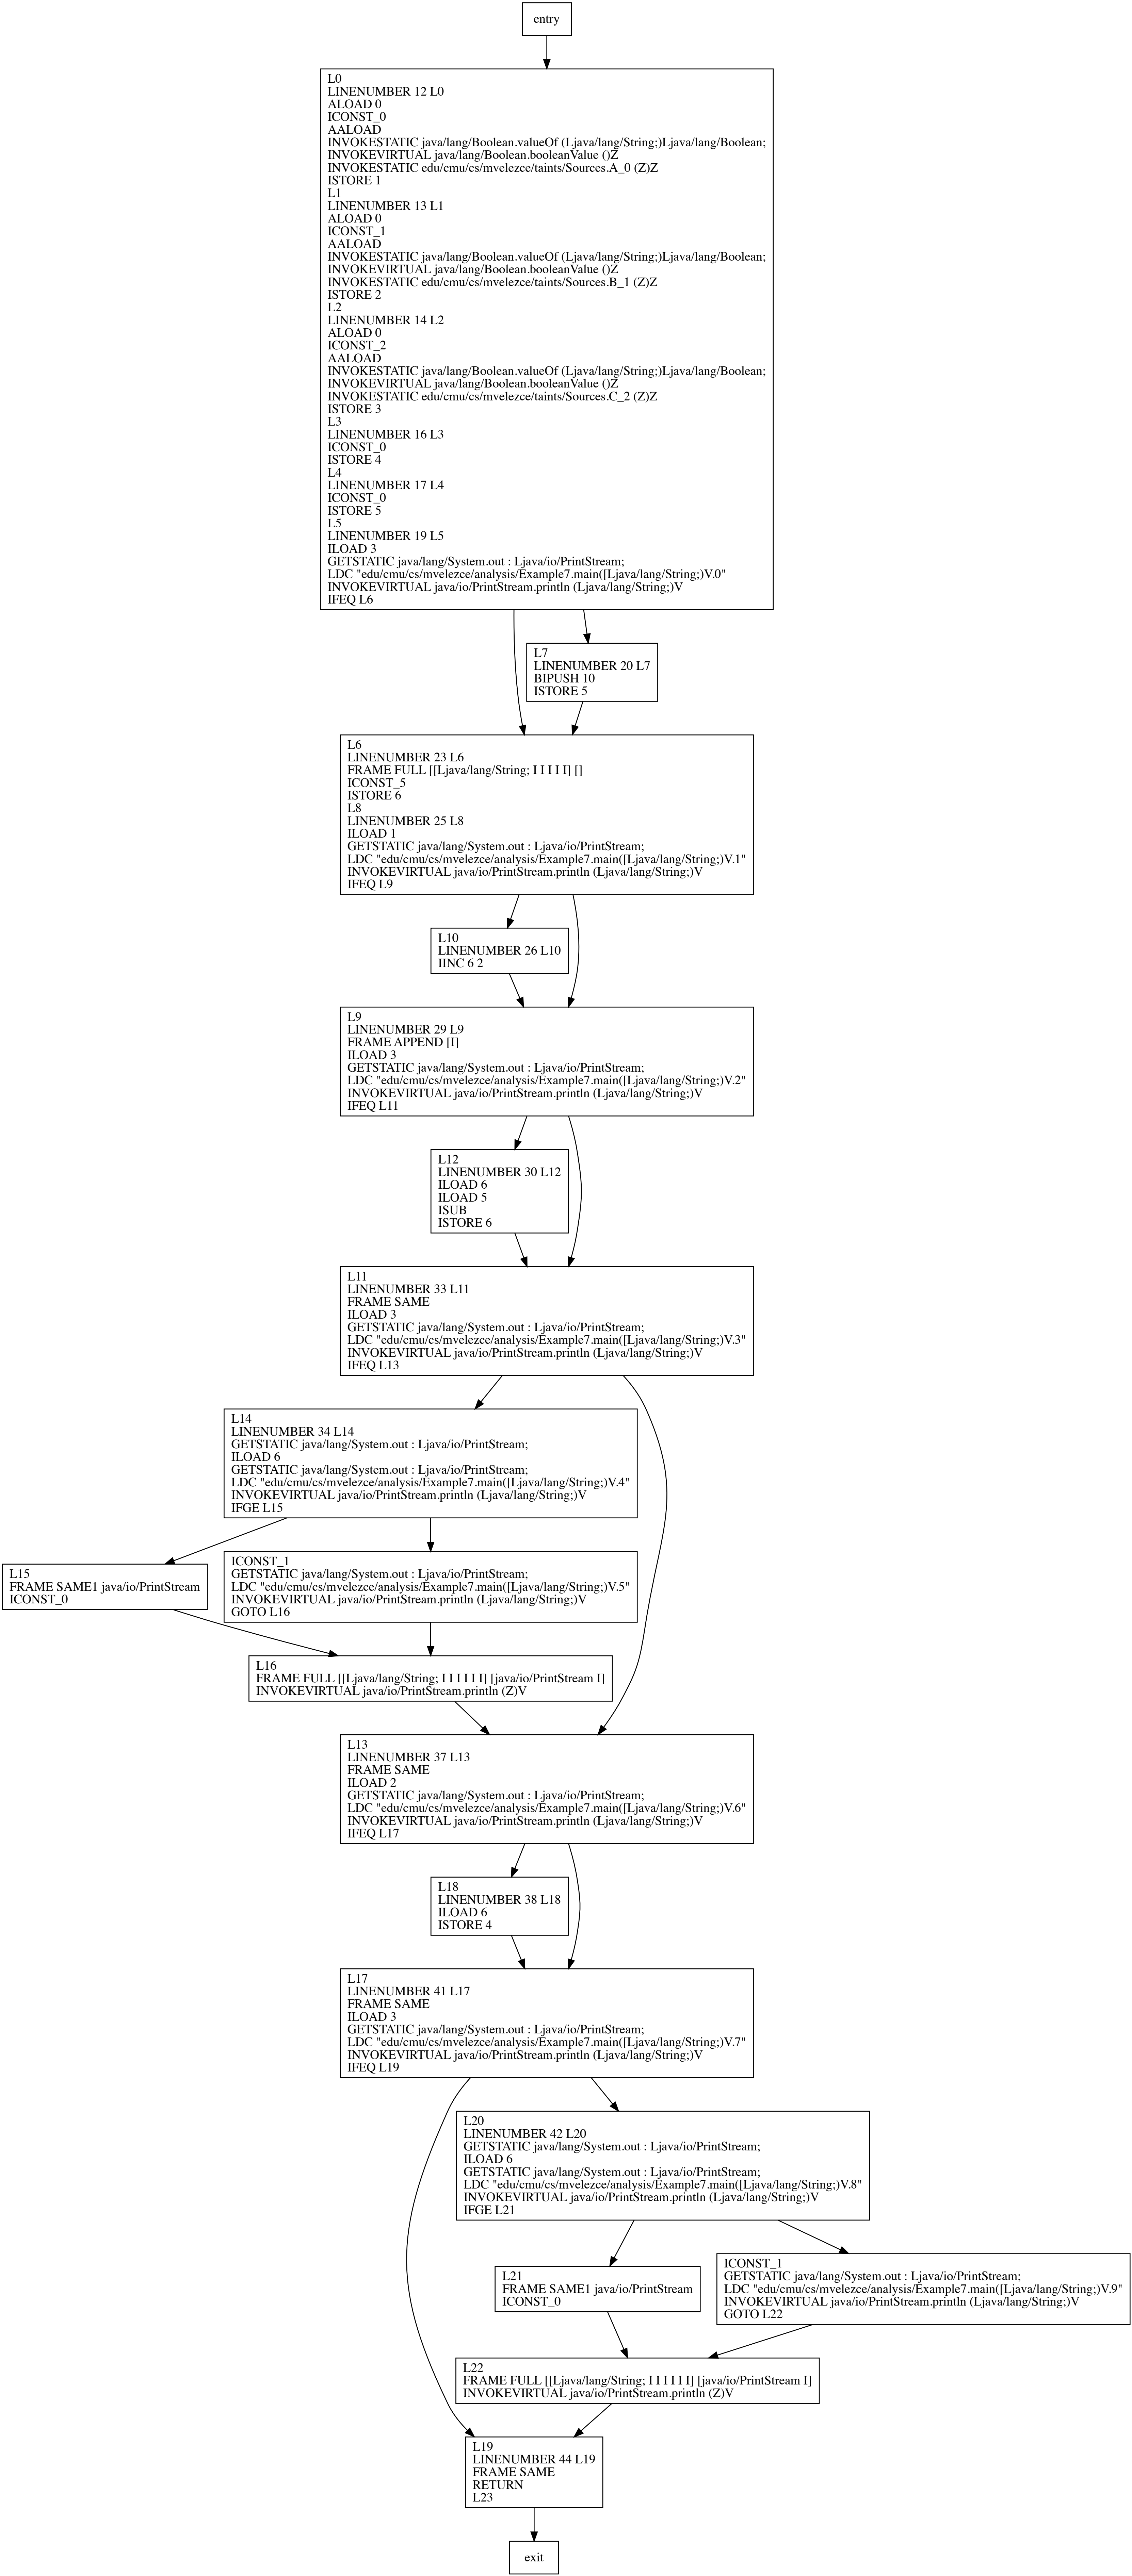 entry
L0
LINENUMBER 12 L0
ALOAD 0
ICONST_0
AALOAD
INVOKESTATIC java/lang/Boolean.valueOf (Ljava/lang/String;)Ljava/lang/Boolean;
INVOKEVIRTUAL java/lang/Boolean.booleanValue ()Z
INVOKESTATIC edu/cmu/cs/mvelezce/taints/Sources.A_0 (Z)Z
ISTORE 1
L1
LINENUMBER 13 L1
ALOAD 0
ICONST_1
AALOAD
INVOKESTATIC java/lang/Boolean.valueOf (Ljava/lang/String;)Ljava/lang/Boolean;
INVOKEVIRTUAL java/lang/Boolean.booleanValue ()Z
INVOKESTATIC edu/cmu/cs/mvelezce/taints/Sources.B_1 (Z)Z
ISTORE 2
L2
LINENUMBER 14 L2
ALOAD 0
ICONST_2
AALOAD
INVOKESTATIC java/lang/Boolean.valueOf (Ljava/lang/String;)Ljava/lang/Boolean;
INVOKEVIRTUAL java/lang/Boolean.booleanValue ()Z
INVOKESTATIC edu/cmu/cs/mvelezce/taints/Sources.C_2 (Z)Z
ISTORE 3
L3
LINENUMBER 16 L3
ICONST_0
ISTORE 4
L4
LINENUMBER 17 L4
ICONST_0
ISTORE 5
L5
LINENUMBER 19 L5
ILOAD 3
GETSTATIC java/lang/System.out : Ljava/io/PrintStream;
LDC "edu/cmu/cs/mvelezce/analysis/Example7.main([Ljava/lang/String;)V.0"
INVOKEVIRTUAL java/io/PrintStream.println (Ljava/lang/String;)V
IFEQ L6
L7
LINENUMBER 20 L7
BIPUSH 10
ISTORE 5
L6
LINENUMBER 23 L6
FRAME FULL [[Ljava/lang/String; I I I I I] []
ICONST_5
ISTORE 6
L8
LINENUMBER 25 L8
ILOAD 1
GETSTATIC java/lang/System.out : Ljava/io/PrintStream;
LDC "edu/cmu/cs/mvelezce/analysis/Example7.main([Ljava/lang/String;)V.1"
INVOKEVIRTUAL java/io/PrintStream.println (Ljava/lang/String;)V
IFEQ L9
L10
LINENUMBER 26 L10
IINC 6 2
L9
LINENUMBER 29 L9
FRAME APPEND [I]
ILOAD 3
GETSTATIC java/lang/System.out : Ljava/io/PrintStream;
LDC "edu/cmu/cs/mvelezce/analysis/Example7.main([Ljava/lang/String;)V.2"
INVOKEVIRTUAL java/io/PrintStream.println (Ljava/lang/String;)V
IFEQ L11
L12
LINENUMBER 30 L12
ILOAD 6
ILOAD 5
ISUB
ISTORE 6
L11
LINENUMBER 33 L11
FRAME SAME
ILOAD 3
GETSTATIC java/lang/System.out : Ljava/io/PrintStream;
LDC "edu/cmu/cs/mvelezce/analysis/Example7.main([Ljava/lang/String;)V.3"
INVOKEVIRTUAL java/io/PrintStream.println (Ljava/lang/String;)V
IFEQ L13
L14
LINENUMBER 34 L14
GETSTATIC java/lang/System.out : Ljava/io/PrintStream;
ILOAD 6
GETSTATIC java/lang/System.out : Ljava/io/PrintStream;
LDC "edu/cmu/cs/mvelezce/analysis/Example7.main([Ljava/lang/String;)V.4"
INVOKEVIRTUAL java/io/PrintStream.println (Ljava/lang/String;)V
IFGE L15
L15
FRAME SAME1 java/io/PrintStream
ICONST_0
ICONST_1
GETSTATIC java/lang/System.out : Ljava/io/PrintStream;
LDC "edu/cmu/cs/mvelezce/analysis/Example7.main([Ljava/lang/String;)V.5"
INVOKEVIRTUAL java/io/PrintStream.println (Ljava/lang/String;)V
GOTO L16
L16
FRAME FULL [[Ljava/lang/String; I I I I I I] [java/io/PrintStream I]
INVOKEVIRTUAL java/io/PrintStream.println (Z)V
L13
LINENUMBER 37 L13
FRAME SAME
ILOAD 2
GETSTATIC java/lang/System.out : Ljava/io/PrintStream;
LDC "edu/cmu/cs/mvelezce/analysis/Example7.main([Ljava/lang/String;)V.6"
INVOKEVIRTUAL java/io/PrintStream.println (Ljava/lang/String;)V
IFEQ L17
L18
LINENUMBER 38 L18
ILOAD 6
ISTORE 4
L17
LINENUMBER 41 L17
FRAME SAME
ILOAD 3
GETSTATIC java/lang/System.out : Ljava/io/PrintStream;
LDC "edu/cmu/cs/mvelezce/analysis/Example7.main([Ljava/lang/String;)V.7"
INVOKEVIRTUAL java/io/PrintStream.println (Ljava/lang/String;)V
IFEQ L19
L20
LINENUMBER 42 L20
GETSTATIC java/lang/System.out : Ljava/io/PrintStream;
ILOAD 6
GETSTATIC java/lang/System.out : Ljava/io/PrintStream;
LDC "edu/cmu/cs/mvelezce/analysis/Example7.main([Ljava/lang/String;)V.8"
INVOKEVIRTUAL java/io/PrintStream.println (Ljava/lang/String;)V
IFGE L21
L21
FRAME SAME1 java/io/PrintStream
ICONST_0
ICONST_1
GETSTATIC java/lang/System.out : Ljava/io/PrintStream;
LDC "edu/cmu/cs/mvelezce/analysis/Example7.main([Ljava/lang/String;)V.9"
INVOKEVIRTUAL java/io/PrintStream.println (Ljava/lang/String;)V
GOTO L22
L22
FRAME FULL [[Ljava/lang/String; I I I I I I] [java/io/PrintStream I]
INVOKEVIRTUAL java/io/PrintStream.println (Z)V
L19
LINENUMBER 44 L19
FRAME SAME
RETURN
L23
exit